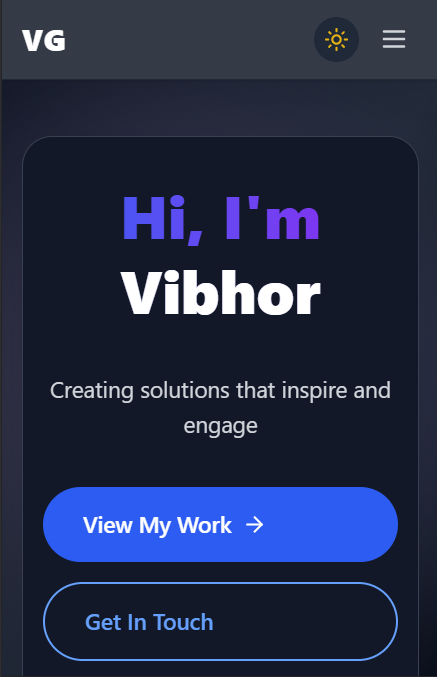 VG
Hi, I'm
Vibhor
Creating solutions that inspire and
engage
View My Work →
Get In Touch